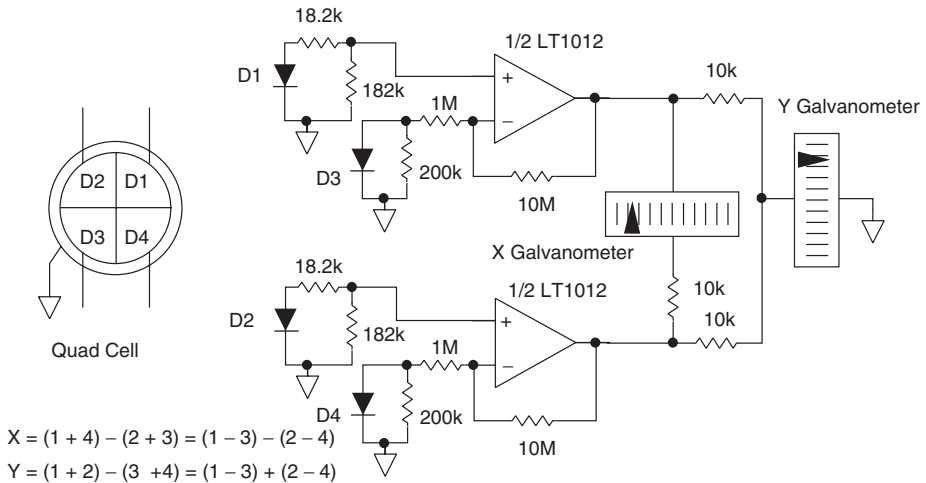 18.2k
1/2 LT1012
D1
182k
+
1M
−
10k
Y Galvanometer
D3
200k
10M
D2 D1
D3 D4
X Galvanometer
18.2k
1/2 LT1012
10k
D2
182k
+
10k
Quad Cell
1M
−
D4
200k
10M
X = (1 + 4) – (2 + 3) = (1 – 3) – (2 – 4)
Y = (1 + 2) – (3 +4) = (1 – 3) + (2 – 4)